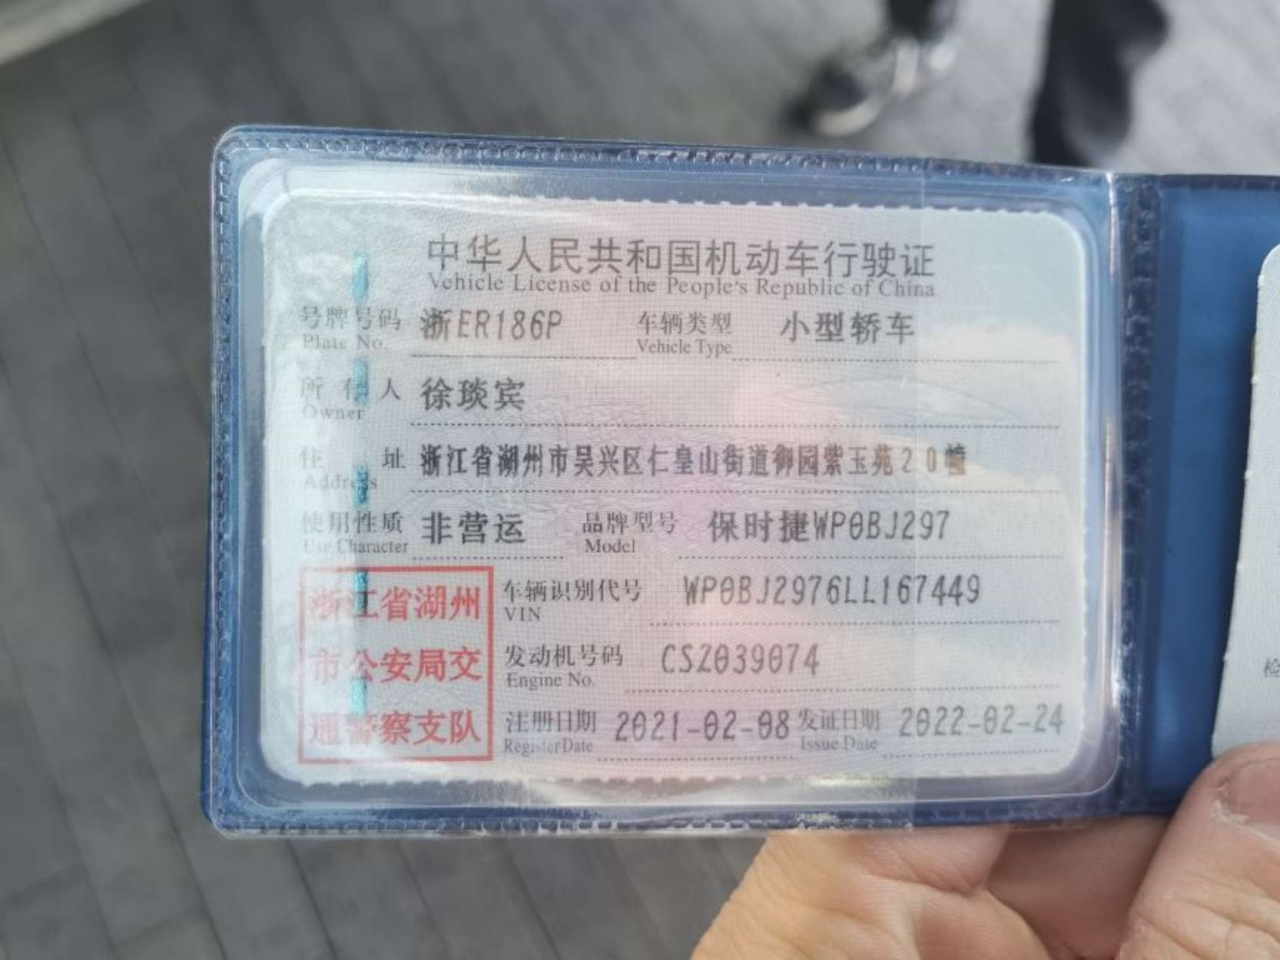 中华人民共和国机动车行驶证
Vehicle License of the People's Republic of China
号牌号码 浙ER186P 车辆类型 小型轿车
Plate No. Vehicle Type
所有人 徐琰宾
Owner
住址 浙江省湖州市吴兴区仁皇山街道御园紫玉苑20幢
Address
使用性质 非营运 品牌型号 保时捷WP0BJ297
Use Character Model
浙江省湖州市公安局交通警察支队
车辆识别代号 WP0BJ2976LL167449
VIN
发动机号码 CSZ039074
Engine No.
注册日期 2021-02-08 发证日期 2022-02-24
Register Date Issue Date
检